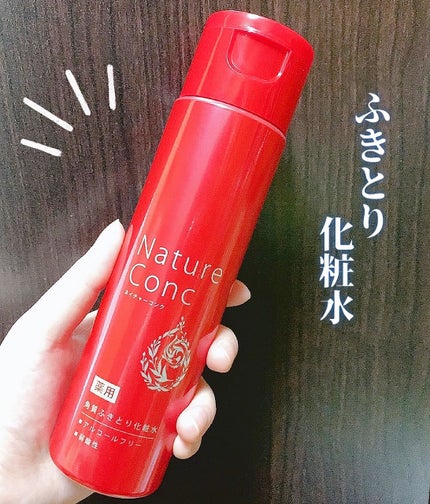 ふきとり
化粧水
Nature
Conc
ネイチャーコンク
薬用
角質ふきとり化粧水
■アルコールフリー
■弱酸性